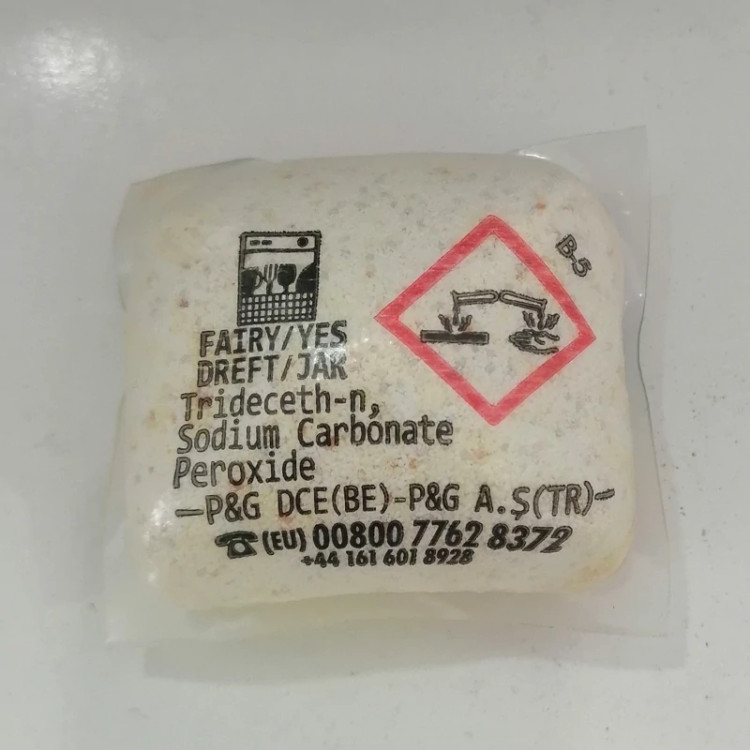 B-5
FAIRY/YES
DREFT/JAR
Trideceth-n,
Sodium Carbonate
Peroxide
—P&G DCE(BE)-P&G A.Ş(TR)—
☎(EU) 00800 7762 8372
+44 161 601 8928